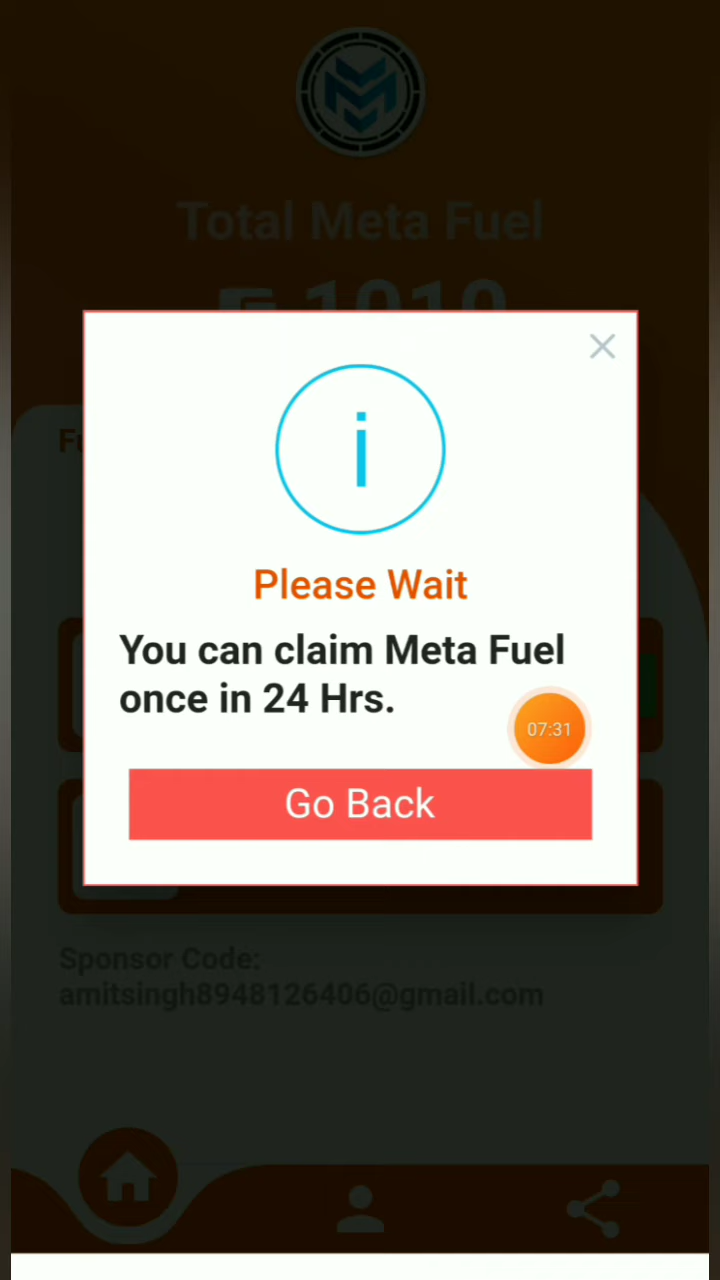 Total Meta Fuel
1010
Please Wait
You can claim Meta Fuel
once in 24 Hrs.
07:31
Go Back
Sponsor Code:
amitsingh8948126406@gmail.com